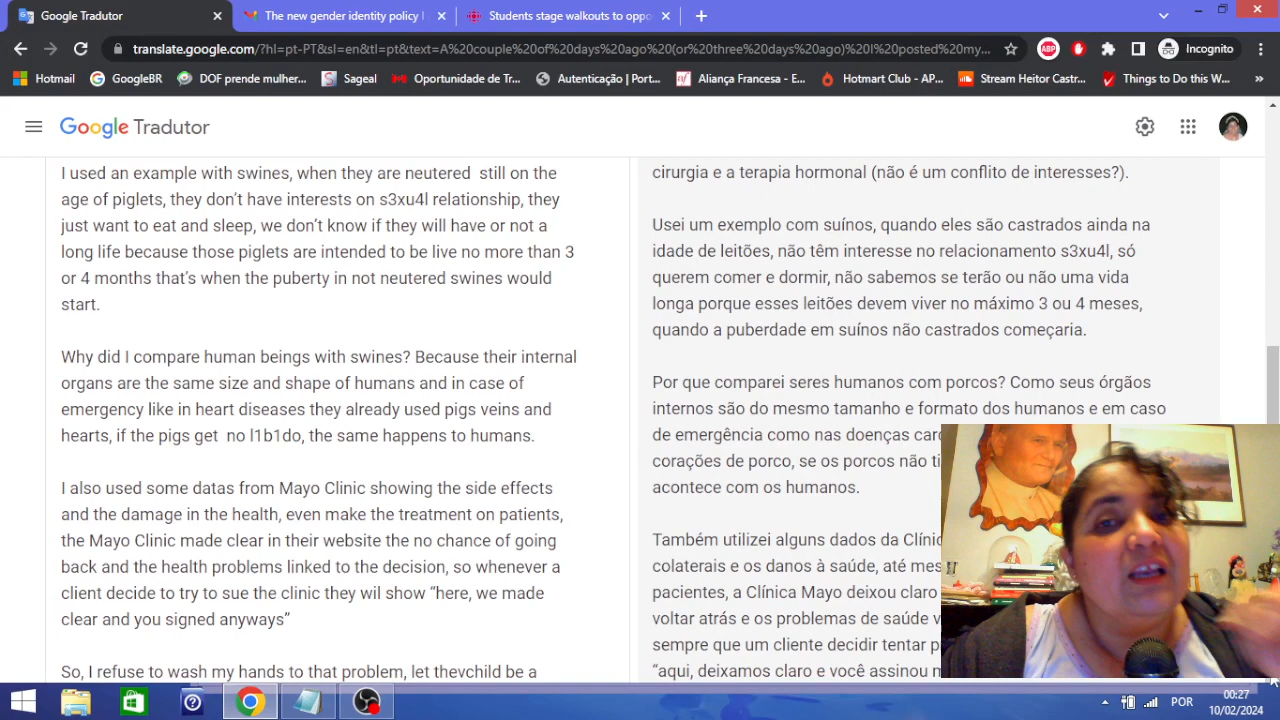 Google Tradutor
The new gender identity policy I
Students stage walkouts to oppo
translate.google.com/?hl=pt-PT&sl=en&tl=pt&text=A%20couple%20of%20days%20ago%20(or%20three%20days%20ago)%20I%20posted%20my...
ABP
Incognito
Hotmail
GoogleBR
DOF prende mulher...
Sageal
Oportunidade de Tr...
Autenticação | Port...
Aliança Francesa - E...
Hotmart Club - AP...
Stream Heitor Castr...
Things to Do this W...
Google Tradutor
I used an example with swines, when they are neutered still on the
age of piglets, they don’t have interests on s3xu4l relationship, they
just want to eat and sleep, we don’t know if they will have or not a
long life because those piglets are intended to be live no more than 3
or 4 months that’s when the puberty in not neutered swines would
start.
Why did I compare human beings with swines? Because their internal
organs are the same size and shape of humans and in case of
emergency like in heart diseases they already used pigs veins and
hearts, if the pigs get no l1b1do, the same happens to humans.
I also used some datas from Mayo Clinic showing the side effects
and the damage in the health, even make the treatment on patients,
the Mayo Clinic made clear in their website the no chance of going
back and the health problems linked to the decision, so whenever a
client decide to try to sue the clinic they wil show “here, we made
clear and you signed anyways”
So, I refuse to wash my hands to that problem, let thevchild be a
cirurgia e a terapia hormonal (não é um conflito de interesses?).
Usei um exemplo com suínos, quando eles são castrados ainda na
idade de leitões, não têm interesse no relacionamento s3xu4l, só
querem comer e dormir, não sabemos se terão ou não uma vida
longa porque esses leitões devem viver no máximo 3 ou 4 meses,
quando a puberdade em suínos não castrados começaria.
Por que comparei seres humanos com porcos? Como seus órgãos
internos são do mesmo tamanho e formato dos humanos e em caso
de emergência como nas doenças card
corações de porco, se os porcos não ti
acontece com os humanos.
Também utilizei alguns dados da Clínic
colaterais e os danos à saúde, até mes
pacientes, a Clínica Mayo deixou claro
voltar atrás e os problemas de saúde v
sempre que um cliente decidir tentar p
“aqui, deixamos claro e você assinou m
POR
00:27
10/02/2024